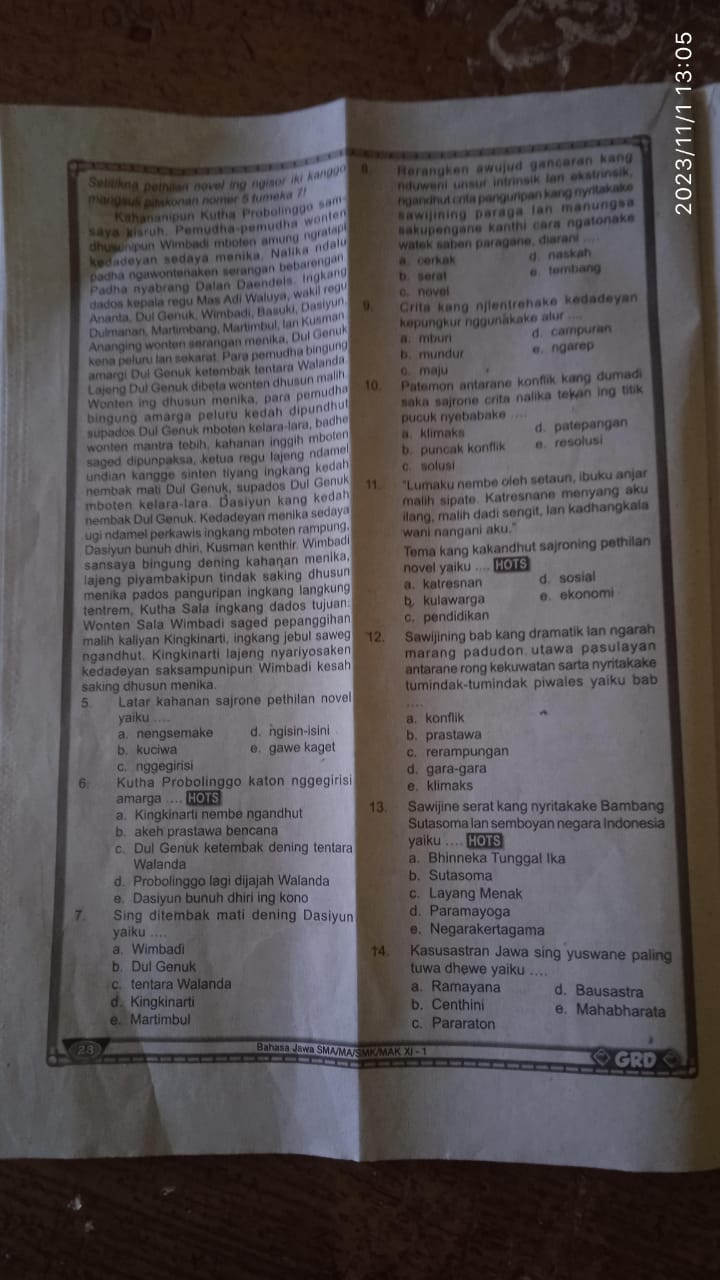 2023/11/1 13:05
Selitikna pethilan novel ing ngisor iki kanggo
mangsuli pitakonan nomer 5 tumeka 7!
Kahananipun Kutha Probolinggo sam-
saya kisruh. Pemudha-pemudha wonten
dhusunipun Wimbadi mboten amung ngratapi
kedadeyan sedaya menika. Nalika ndalu
padha ngawontenaken serangan bebarengan
Padha nyabrang Dalan Daendels. Ingkang
dados kepala regu Mas Adi Waluya, wakil regu
Ananta, Dul Genuk, Wimbadi, Basuki, Dasiyun,
Dulmanan, Martimbang, Martimbul, lan Kusman
Ananging wonten serangan menika, Dul Genuk
kena peluru lan sekarat. Para pemudha bingung
amargi Dul Genuk ketembak tentara Walanda.
Lajeng Dul Genuk dibeta wonten dhusun malih.
Wonten ing dhusun menika, para pemudha
bingung amarga peluru kedah dipundhut
supados Dul Genuk mboten kelara-lara, badhe
wonten mantra tebih, kahanan inggih mboten
saged dipunpaksa, ketua regu lajeng ndamel
undian kangge sinten tiyang ingkang kedah
nembak mati Dul Genuk, supados Dul Genuk
mboten kelara-lara. Dasiyun kang kedah
nembak Dul Genuk. Kedadeyan menika sedaya
ugi ndamel perkawis ingkang mboten rampung,
Dasiyun bunuh dhiri, Kusman kenthir. Wimbadi
sansaya bingung dening kahanan menika,
lajeng piyambakipun tindak saking dhusun
menika pados panguripan ingkang langkung
tentrem, Kutha Sala ingkang dados tujuan.
Wonten Sala Wimbadi saged pepanggihan
malih kaliyan Kingkinarti, ingkang jebul saweg
ngandhut. Kingkinarti lajeng nyariyosaken
kedadeyan saksampunipun Wimbadi kesah
saking dhusun menika.
5. Latar kahanan sajrone pethilan novel
yaiku ....
a. nengsemake d. ngisin-isini
b. kuciwa e. gawe kaget
c. nggegirisi
6. Kutha Probolinggo katon nggegirisi
amarga .... HOTS
a. Kingkinarti nembe ngandhut
b. akeh prastawa bencana
c. Dul Genuk ketembak dening tentara
Walanda
d. Probolinggo lagi dijajah Walanda
e. Dasiyun bunuh dhiri ing kono
7. Sing ditembak mati dening Dasiyun
yaiku ....
a. Wimbadi
b. Dul Genuk
c. tentara Walanda
d. Kingkinarti
e. Martimbul
8. Rerangken awujud gancaran kang
nduweni unsur intrinsik lan ekstrinsik,
ngandhut crita panguripan kang nyritakake
sawijining paraga lan manungsa
sakupengane kanthi cara ngatonake
watek saben paragane, diarani ....
a. cerkak d. naskah
b. serat e. tembang
c. novel
9. Crita kang njlentrehake kedadeyan
kepungkur nggunakake alur ....
a. mburi d. campuran
b. mundur e. ngarep
c. maju
10. Patemon antarane konflik kang dumadi
saka sajrone crita nalika tekan ing titik
pucuk nyebabake ....
a. klimaks d. patepangan
b. puncak konflik e. resolusi
c. solusi
11. "Lumaku nembe oleh setaun, ibuku anjar
malih sipate. Katresnane menyang aku
ilang, malih dadi sengit, lan kadhangkala
wani nangani aku."
Tema kang kakandhut sajroning pethilan
novel yaiku .... HOTS
a. katresnan d. sosial
b. kulawarga e. ekonomi
c. pendidikan
12. Sawijining bab kang dramatik lan ngarah
marang padudon utawa pasulayan
antarane rong kekuwatan sarta nyritakake
tumindak-tumindak piwales yaiku bab
....
a. konflik
b. prastawa
c. rerampungan
d. gara-gara
e. klimaks
13. Sawijine serat kang nyritakake Bambang
Sutasoma lan semboyan negara Indonesia
yaiku .... HOTS
a. Bhinneka Tunggal Ika
b. Sutasoma
c. Layang Menak
d. Paramayoga
e. Negarakertagama
14. Kasusastran Jawa sing yuswane paling
tuwa dhewe yaiku ....
a. Ramayana d. Bausastra
b. Centhini e. Mahabharata
c. Pararaton
23 Bahasa Jawa SMA/MA/SMK/MAK XI - 1 GRD